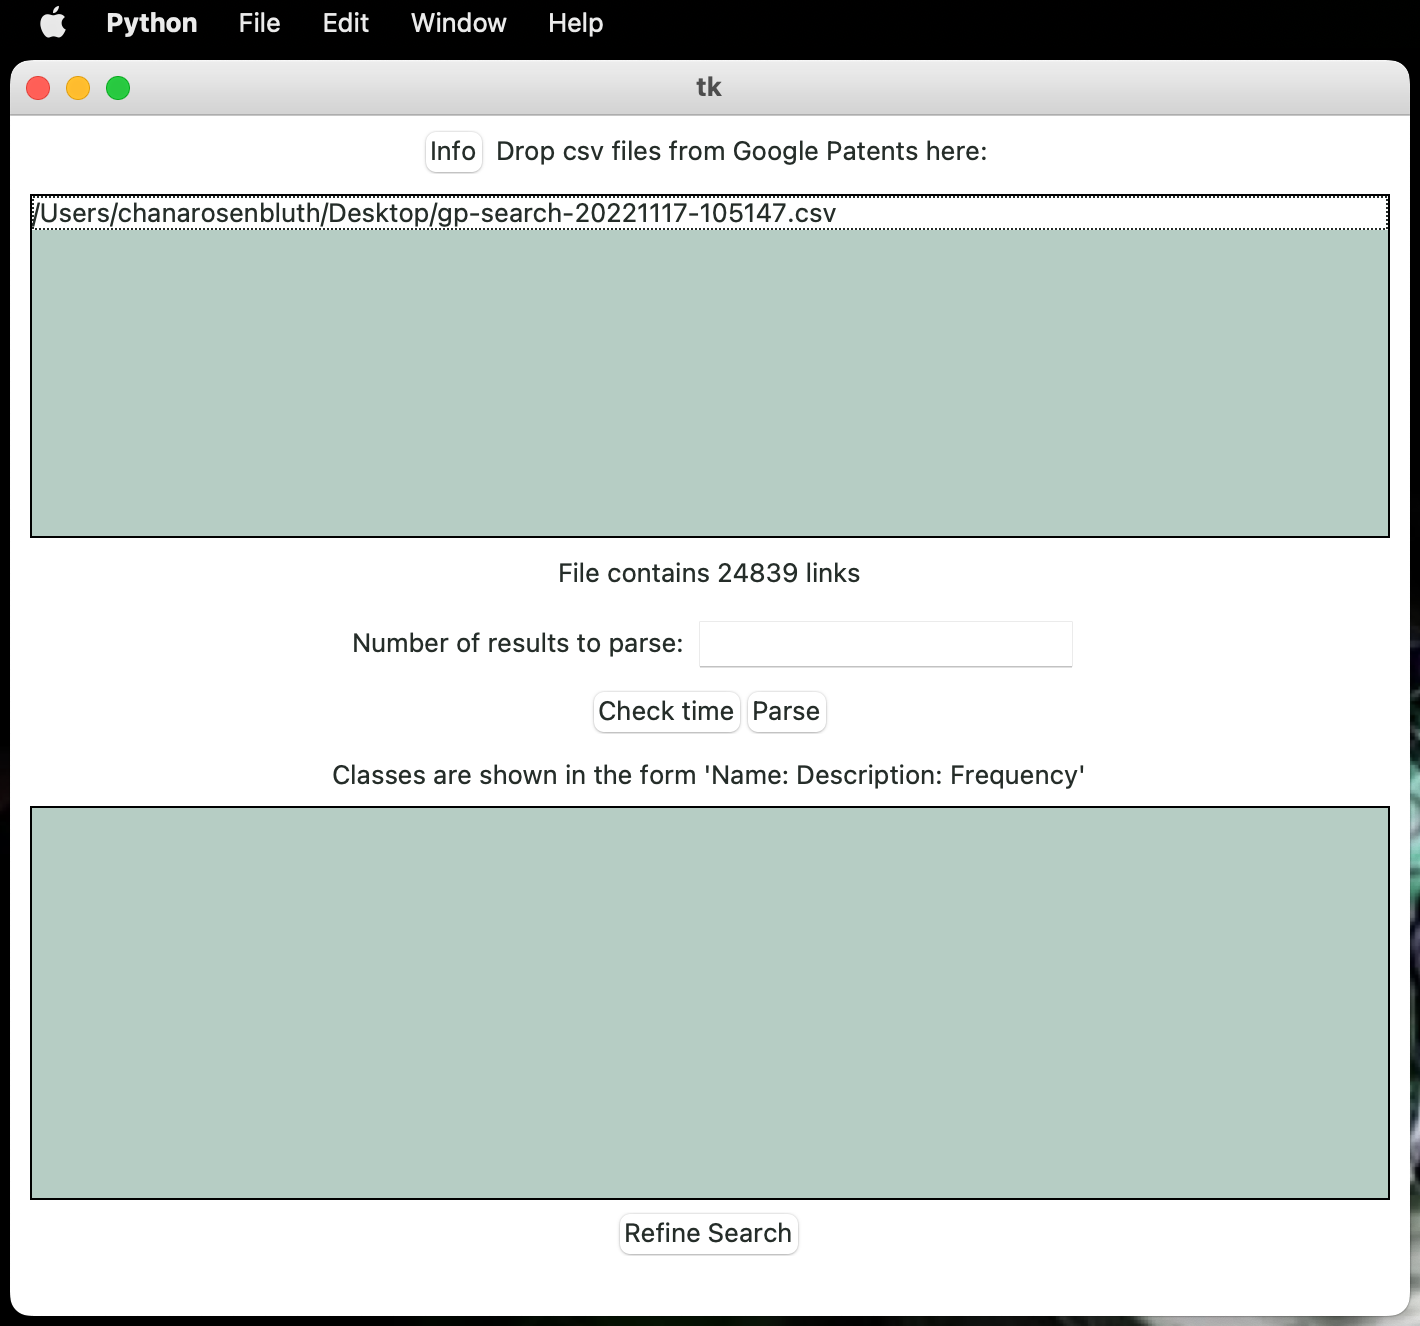 Python File Edit Window Help
tk
Info Drop csv files from Google Patents here:
/Users/chanarosenbluth/Desktop/gp-search-20221117-105147.csv
File contains 24839 links
Number of results to parse:
Check time Parse
Classes are shown in the form 'Name: Description: Frequency'
Refine Search